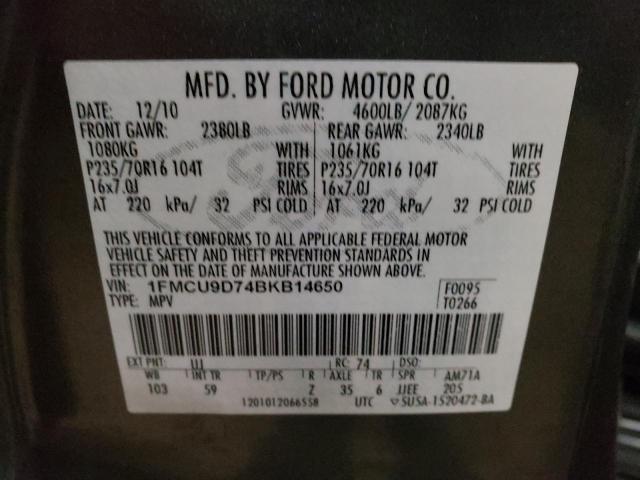 MFD. BY FORD MOTOR CO.
DATE: 12/10 GVWR: 4600LB/ 2087KG
FRONT GAWR: 2380LB REAR GAWR: 2340LB
1080KG WITH 1061KG WITH
P235/70R16 104T TIRES P235/70R16 104T TIRES
16x7.0J RIMS 16x7.0J RIMS
AT 220 kPa/ 32 PSI COLD AT 220 kPa/ 32 PSI COLD
THIS VEHICLE CONFORMS TO ALL APPLICABLE FEDERAL MOTOR
VEHICLE SAFETY AND THEFT PREVENTION STANDARDS IN
EFFECT ON THE DATE OF MANUFACTURE SHOWN ABOVE.
VIN: 1FMCU9D74BKB14650 F0095
TYPE: MPV T0266
EXT PNT: UJ RC: 74 DSO:
WB INT TR TP/PS R AXLE TR SPR AM71A
103 59 Z 35 6 JJEE 205
1201012066558 UTC SUSA-1520472-BA